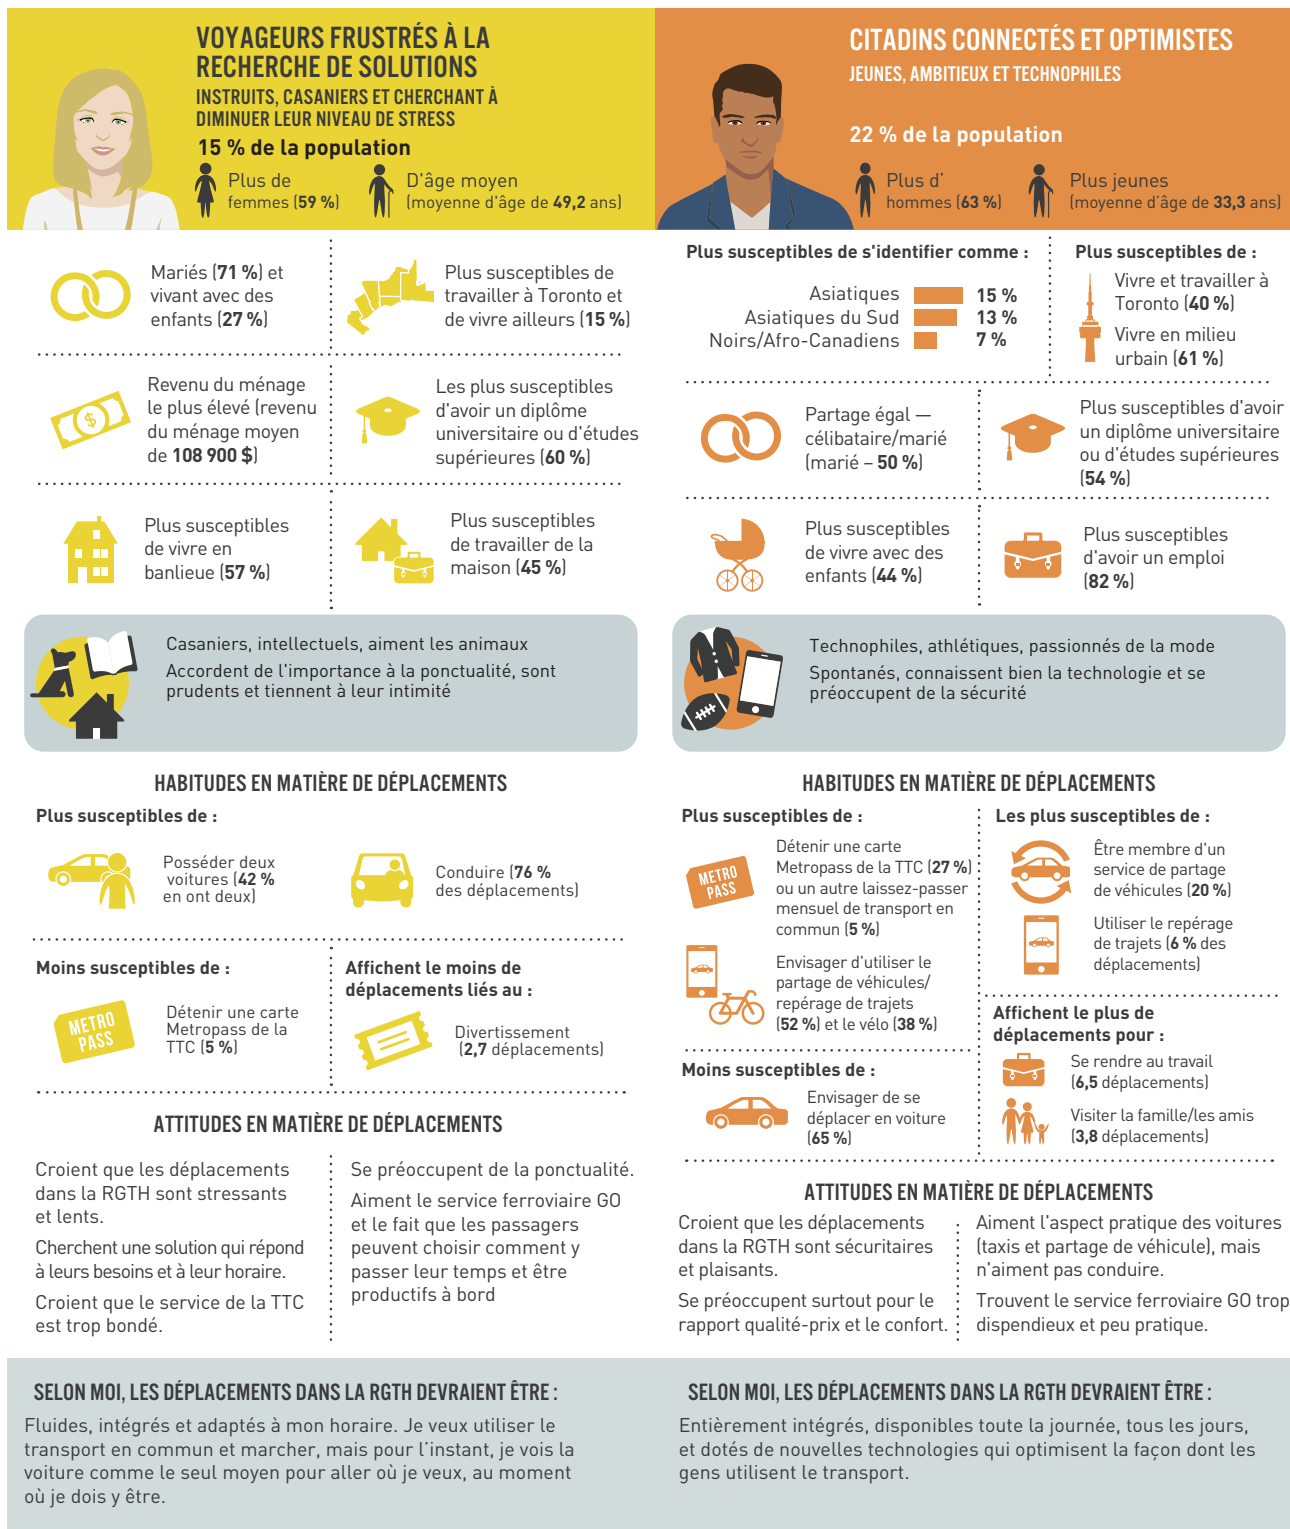 VOYAGEURS FRUSTRÉS À LA
RECHERCHE DE SOLUTIONS
INSTRUITS, CASANIERS ET CHERCHANT À
DIMINUER LEUR NIVEAU DE STRESS
15 % de la population
Plus de
femmes (59 %)
D'âge moyen
(moyenne d'âge de 49,2 ans)
Mariés (71 %) et
vivant avec des
enfants (27 %)
Plus susceptibles de
travailler à Toronto et
de vivre ailleurs (15 %)
Revenu du ménage
le plus élevé (revenu
du ménage moyen
de 108 900 $)
$
Les plus susceptibles
d'avoir un diplôme
universitaire ou d'études
supérieures (60 %)
Plus susceptibles
de vivre en
banlieue (57 %)
Plus susceptibles
de travailler de la
maison (45 %)
Casaniers, intellectuels, aiment les animaux
Accordent de l'importance à la ponctualité, sont
prudents et tiennent à leur intimité
HABITUDES EN MATIÈRE DE DÉPLACEMENTS
Plus susceptibles de :
Posséder deux
voitures (42 %
en ont deux)
Conduire (76 %
des déplacements)
Moins susceptibles de :
METRO
PASS
Détenir une carte
Metropass de la
TTC (5 %)
Affichent le moins de
déplacements liés au :
Divertissement
(2,7 déplacements)
ATTITUDES EN MATIÈRE DE DÉPLACEMENTS
Croient que les déplacements
dans la RGTH sont stressants
et lents.
Cherchent une solution qui répond
à leurs besoins et à leur horaire.
Croient que le service de la TTC
est trop bondé.
Se préoccupent de la ponctualité.
Aiment le service ferroviaire GO
et le fait que les passagers
peuvent choisir comment y
passer leur temps et être
productifs à bord
SELON MOI, LES DÉPLACEMENTS DANS LA RGTH DEVRAIENT ÊTRE :
Fluides, intégrés et adaptés à mon horaire. Je veux utiliser le
transport en commun et marcher, mais pour l’instant, je vois la
voiture comme le seul moyen pour aller où je veux, au moment
où je dois y être.
CITADINS CONNECTÉS ET OPTIMISTES
JEUNES, AMBITIEUX ET TECHNOPHILES
22 % de la population
Plus d’
hommes (63 %)
Plus jeunes
(moyenne d'âge de 33,3 ans)
Plus susceptibles de s'identifier comme :
Asiatiques 15 %
Asiatiques du Sud 13 %
Noirs/Afro-Canadiens 7 %
Plus susceptibles de :
Vivre et travailler à
Toronto (40 %)
Vivre en milieu
urbain (61 %)
Partage égal —
célibataire/marié
(marié – 50 %)
Plus susceptibles d'avoir
un diplôme universitaire
ou d'études supérieures
(54 %)
Plus susceptibles
de vivre avec des
enfants (44 %)
Plus susceptibles
d'avoir un emploi
(82 %)
Technophiles, athlétiques, passionnés de la mode
Spontanés, connaissent bien la technologie et se
préoccupent de la sécurité
HABITUDES EN MATIÈRE DE DÉPLACEMENTS
Plus susceptibles de :
METRO
PASS
Détenir une carte
Metropass de la TTC (27 %)
ou un autre laissez-passer
mensuel de transport en
commun (5 %)
Envisager d'utiliser le
partage de véhicules/
repérage de trajets
(52 %) et le vélo (38 %)
Moins susceptibles de :
Envisager de se
déplacer en voiture
(65 %)
Les plus susceptibles de :
Être membre d'un
service de partage
de véhicules (20 %)
Utiliser le repérage
de trajets (6 % des
déplacements)
Affichent le plus de
déplacements pour :
Se rendre au travail
(6,5 déplacements)
Visiter la famille/les amis
(3,8 déplacements)
ATTITUDES EN MATIÈRE DE DÉPLACEMENTS
Croient que les déplacements
dans la RGTH sont sécuritaires
et plaisants.
Se préoccupent surtout pour le
rapport qualité-prix et le confort.
Aiment l'aspect pratique des voitures
(taxis et partage de véhicule), mais
n'aiment pas conduire.
Trouvent le service ferroviaire GO trop
dispendieux et peu pratique.
SELON MOI, LES DÉPLACEMENTS DANS LA RGTH DEVRAIENT ÊTRE :
Entièrement intégrés, disponibles toute la journée, tous les jours,
et dotés de nouvelles technologies qui optimisent la façon dont les
gens utilisent le transport.